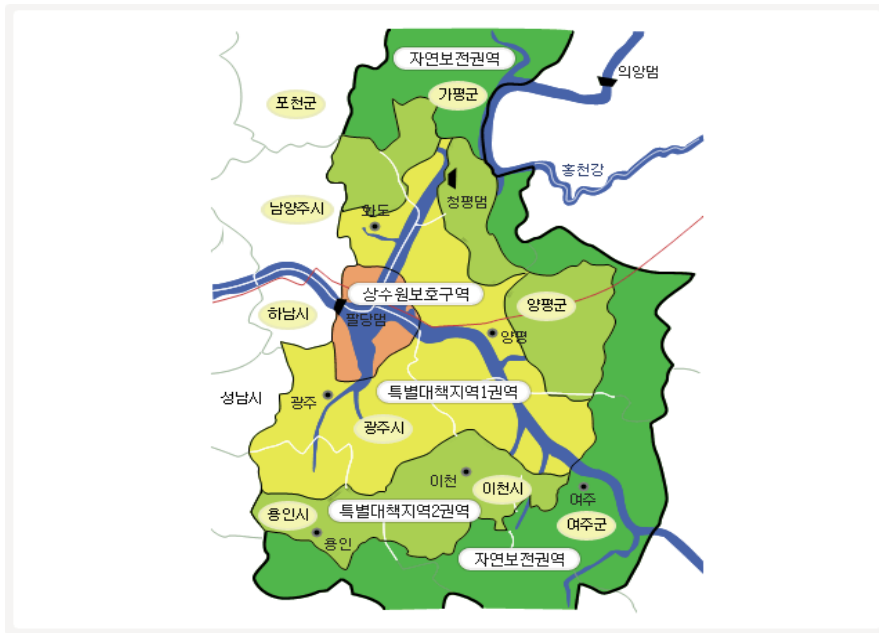 자연보전권역
의앙댐
가평군
포천군
홍천강
청평댐
남양주시
화도
상수원보호구역
양평군
하남시
팔당댐
양평
특별대책지역1권역
성남시
광주
광주시
이천
이천시
여주
특별대책지역2권역
용인시
여주군
용인
자연보전권역